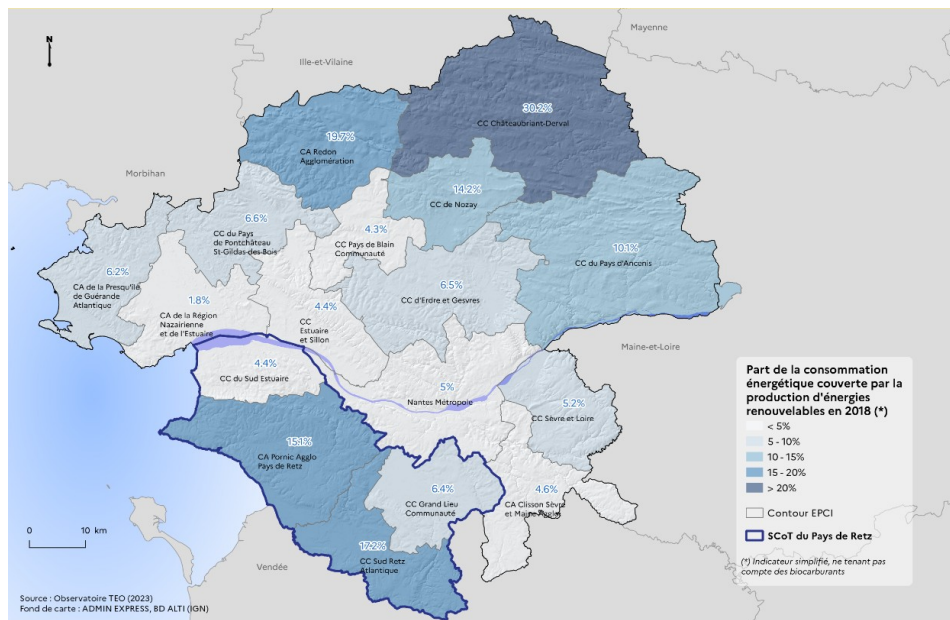 N
Mayenne
Ille-et-Vilaine
30.2%
CC Châteaubriant-Derval
19.7%
CA Redon
Agglomération
Morbihan
14.2%
CC de Nozay
6.6%
CC du Pays
de Pontchâteau
St-Gildas-des-Bois
4.3%
CC Pays de Blain
Communauté
10.1%
CC du Pays d'Ancenis
6.2%
CA de la Presqu'île
de Guérande
Atlantique
6.5%
CC d'Erdre et Gesvres
1.8%
CA de la Région
Nazairienne
et de l'Estuaire
4.4%
CC
Estuaire
et Sillon
Maine-et-Loire
4.4%
CC du Sud Estuaire
5%
Nantes Métropole
5.2%
CC Sèvre et Loire
15.1%
CA Pornic Agglo
Pays de Retz
6.4%
CC Grand Lieu
Communauté
4.6%
CA Clisson Sèvre
et Maine Agglo
17.2%
CC Sud Retz
Atlantique
Vendée
Part de la consommation
énergétique couverte par la
production d'énergies
renouvelables en 2018 (*)
< 5%
5 - 10%
10 - 15%
15 - 20%
> 20%
Contour EPCI
SCoT du Pays de Retz
(*) Indicateur simplifié, ne tenant pas
compte des biocarburants
0 10 km
Source : Observatoire TEO (2023)
Fond de carte : ADMIN EXPRESS, BD ALTI (IGN)